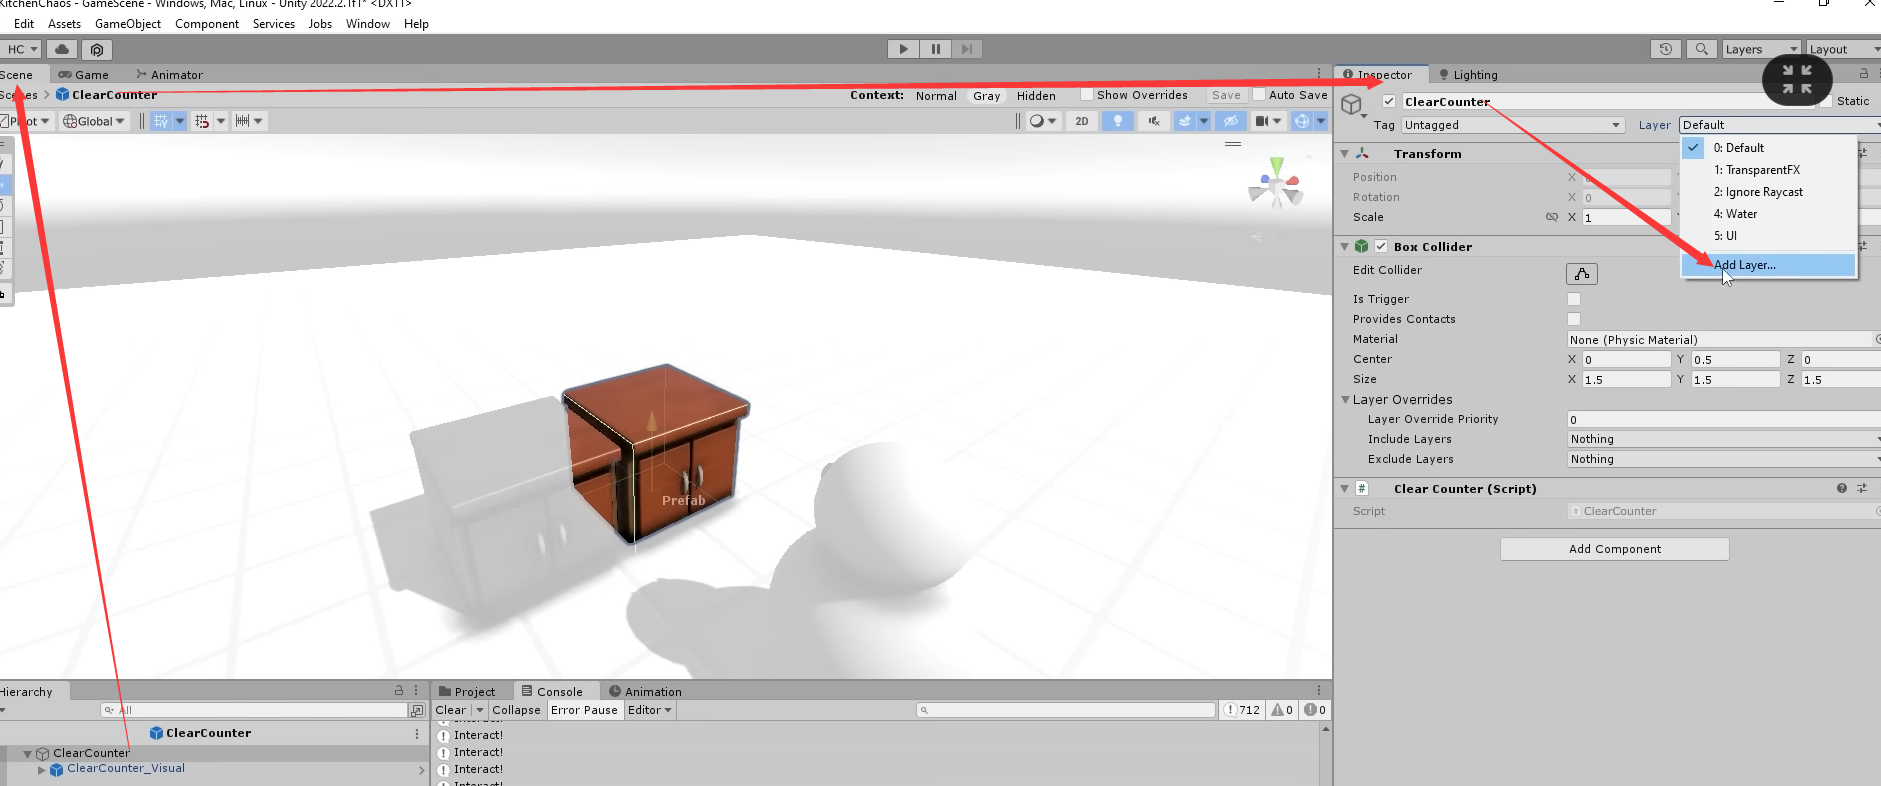 KitchenChaos - GameScene - Windows, Mac, Linux - Unity 2022.2.1f1* <DX11>
Edit Assets GameObject Component Services Jobs Window Help
HC Layers Layout
Scene Game Animator Inspector Lighting
Scenes ClearCounter Context: Normal Gray Hidden Show Overrides Save Auto Save
Pivot Global 2D
ClearCounter Static
Tag Untagged Layer Default
0: Default
1: TransparentFX
2: Ignore Raycast
4: Water
5: UI
Add Layer...
Transform
Position X
Rotation X 0
Scale X 1
Box Collider
Edit Collider
Is Trigger
Provides Contacts
Material None (Physic Material)
Center X 0 Y 0.5 Z 0
Size X 1.5 Y 1.5 Z 1.5
Layer Overrides
Layer Override Priority 0
Include Layers Nothing
Exclude Layers Nothing
# Clear Counter (Script)
Script # ClearCounter
Add Component
Prefab
Hierarchy
All
ClearCounter
ClearCounter
ClearCounter_Visual
Project Console Animation
Clear Collapse Error Pause Editor 712 0 0
Interact!
Interact!
Interact!
Interact!
Interact!